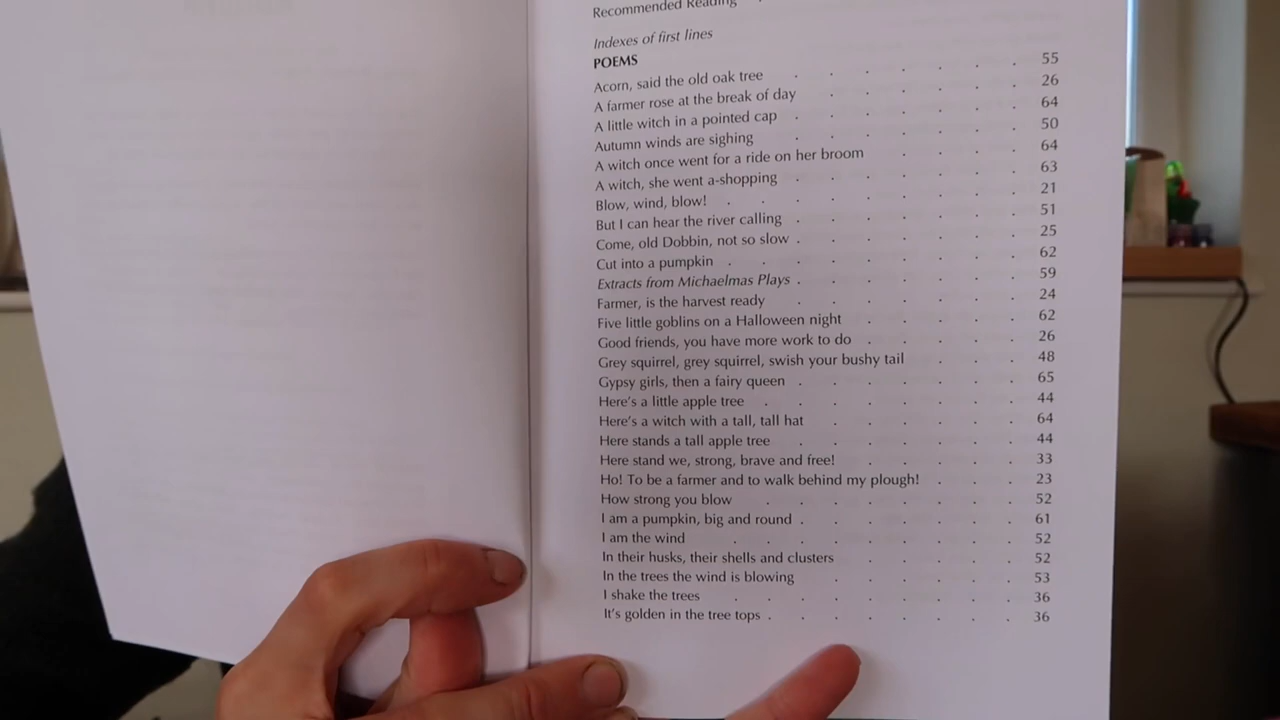 Recommended Reading
Indexes of first lines
POEMS
Acorn, said the old oak tree . . . . . . . 55
A farmer rose at the break of day . . . . . . 26
A little witch in a pointed cap . . . . . . . 64
Autumn winds are sighing . . . . . . . 50
A witch once went for a ride on her broom . . . . 64
A witch, she went a-shopping . . . . . . . 63
Blow, wind, blow! . . . . . . . . . 21
But I can hear the river calling . . . . . . . 51
Come, old Dobbin, not so slow . . . . . . . 25
Cut into a pumpkin . . . . . . . . . 62
Extracts from Michaelmas Plays . . . . . . . 59
Farmer, is the harvest ready . . . . . . . 24
Five little goblins on a Halloween night . . . . . 62
Good friends, you have more work to do . . . . . 26
Grey squirrel, grey squirrel, swish your bushy tail . . . 48
Gypsy girls, then a fairy queen . . . . . . . 65
Here's a little apple tree . . . . . . . . 44
Here's a witch with a tall, tall hat . . . . . . 64
Here stands a tall apple tree . . . . . . . 44
Here stand we, strong, brave and free! . . . . . 33
Ho! To be a farmer and to walk behind my plough! . . . 23
How strong you blow . . . . . . . . 52
I am a pumpkin, big and round . . . . . . . 61
I am the wind . . . . . . . . . 52
In their husks, their shells and clusters . . . . . 52
In the trees the wind is blowing . . . . . . 53
I shake the trees . . . . . . . . . 36
It's golden in the tree tops . . . . . . . . 36